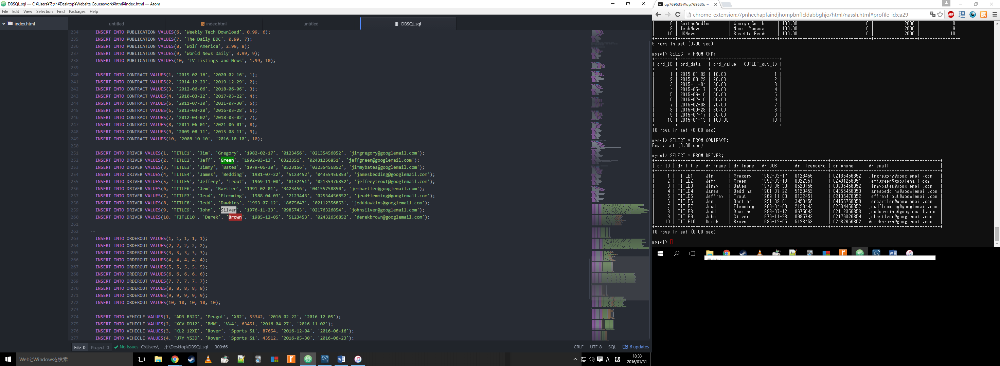 DBSQL.sql — C:¥Users¥マット¥Desktop¥Website Coursework¥html¥index.html — Atom
File Edit View Selection Find Packages Help
index.html
untitled index.html untitled DBSQL.sql
234 INSERT INTO PUBLICATION VALUES(6, 'Weekly Tech Download', 0.99, 6);
235 INSERT INTO PUBLICATION VALUES(7, 'The Daily BDC', 0.99, 7);
236 INSERT INTO PUBLICATION VALUES(8, 'Wolf America', 2.99, 8);
237 INSERT INTO PUBLICATION VALUES(9, 'World News Daily', 3.99, 9);
238 INSERT INTO PUBLICATION VALUES(10, 'TV Listings and News', 1.99, 10);
239
240 INSERT INTO CONTRACT VALUES(1, '2015-02-16', '2020-02-16', 1);
241 INSERT INTO CONTRACT VALUES(2, '2014-12-29', '2019-12-29', 2);
242 INSERT INTO CONTRACT VALUES(3, '2012-06-06', '2018-06-06', 3);
243 INSERT INTO CONTRACT VALUES(4, '2010-03-22', '2017-03-22', 4);
244 INSERT INTO CONTRACT VALUES(5, '2011-07-30', '2021-07-30', 5);
245 INSERT INTO CONTRACT VALUES(6, '2013-03-28', '2016-03-28', 6);
246 INSERT INTO CONTRACT VALUES(7, '2012-03-02', '2018-03-02', 7);
247 INSERT INTO CONTRACT VALUES(8, '2011-06-01', '2021-06-01', 8);
248 INSERT INTO CONTRACT VALUES(9, '2009-08-11', '2015-08-11', 9);
249 INSERT INTO CONTRACT VALUES(10, '2008-10-10', '2016-10-10', 10);
250
251 INSERT INTO DRIVER VALUES(1, 'TITLE1', 'Jim', 'Gregory', '1982-02-17', '0123456', '02135456852', 'jimgregory@googlemail.com');
252 INSERT INTO DRIVER VALUES(2, 'TITLE2', 'Jeff', 'Green', '1992-03-13', '0322351', '02431256851', 'jeffgreen@googlemail.com');
253 INSERT INTO DRIVER VALUES(3, 'TITLE3', 'Jimmy', 'Bates', '1979-06-30', '0523156', '03235456852', 'jimmybates@googlemail.com');
254 INSERT INTO DRIVER VALUES(4, 'TITLE4', 'James', 'Bedding', '1981-07-22', '5123452', '04355456853', 'jamesbedding@googlemail.com');
255 INSERT INTO DRIVER VALUES(5, 'TITLE5', 'Jeffrey', 'Trout', '1969-11-08', '8132451', '02135476852', 'jeffreytrout@googlemail.com');
256 INSERT INTO DRIVER VALUES(6, 'TITLE6', 'Jem', 'Bartler', '1991-02-01', '3423456', '04155758850', 'jembartler@googlemail.com');
257 INSERT INTO DRIVER VALUES(7, 'TITLE7', 'Jeud', 'Flemming', '1988-04-03', '2123443', '02534456852', 'jeudflemming@googlemail.com');
258 INSERT INTO DRIVER VALUES(8, 'TITLE8', 'Jedd', 'Dawkins', '1993-07-12', '8675643', '02112356853', 'jedddawkins@googlemail.com');
259 INSERT INTO DRIVER VALUES(9, 'TITLE9', 'John', 'Silver', '1976-11-23', '0985743', '02176326854', 'johnsilver@googlemail.com');
260 INSERT INTO DRIVER VALUES(10, 'TITLE10', 'Derek', 'Brown', '1985-12-05', '5123453', '02432656852', 'derekbrown@googlemail.com');
261
262 --
263 INSERT INTO ORDEROUT VALUES(1, 1, 1, 1, 1);
264 INSERT INTO ORDEROUT VALUES(2, 2, 2, 2, 2);
265 INSERT INTO ORDEROUT VALUES(3, 3, 3, 3, 3);
266 INSERT INTO ORDEROUT VALUES(4, 4, 4, 4, 4);
267 INSERT INTO ORDEROUT VALUES(5, 5, 5, 5, 5);
268 INSERT INTO ORDEROUT VALUES(6, 6, 6, 6, 6);
269 INSERT INTO ORDEROUT VALUES(7, 7, 7, 7, 7);
270 INSERT INTO ORDEROUT VALUES(8, 8, 8, 8, 8);
271 INSERT INTO ORDEROUT VALUES(9, 9, 9, 9, 9);
272 INSERT INTO ORDEROUT VALUES(10, 10, 10, 10, 10);
273
274 INSERT INTO VEHICLE VALUES(1, 'AD3 B32D', 'Peugot', 'XR2', 55342, '2016-02-22', '2016-12-05');
275 INSERT INTO VEHICLE VALUES(2, 'XCV DD12', 'BMW', 'VW4', 63451, '2016-04-27', '2016-11-02');
276 INSERT INTO VEHICLE VALUES(3, 'KL2 12XE', 'Rover', 'Sports S1', 87654, '2016-12-04', '2016-06-16');
277 INSERT INTO VEHICLE VALUES(4, 'U7Y YS3D', 'Rover', 'Sports S1', 43512, '2016-05-30', '2016-06-23');
File 0 Project 0 No Issues C:\Users\マット\Desktop\DBSQL.sql 300:66 CRLF UTF-8 SQL 6 updates
WebとWindowsを検索
A
18:33
2016/01/31
up769535@up769535: ~
chrome-extension://pnhechapfaindjhompbnflcldabbghjo/html/nassh.html#profile-id:ca29
ABP 理 漢
| 8 | SmithsAndInc | George Smith | 100.00 | 0 | 2000 | 8 |
| 9 | TechNews | Naoki Yamada | 100.00 | 0 | 2000 | 9 |
| 10 | UKNews | Rosetta Reeds | 100.00 | 0 | 2000 | 10 |
9 rows in set (0.00 sec)
mysql> SELECT * FROM ORD;
| ord_ID | ord_data | ord_value | OUTLET_out_ID |
| 1 | 2015-01-02 | 10.00 | 1 |
| 2 | 2015-03-22 | 20.00 | 2 |
| 3 | 2015-11-04 | 30.00 | 3 |
| 4 | 2015-05-17 | 40.00 | 4 |
| 5 | 2015-06-16 | 50.00 | 5 |
| 6 | 2015-07-16 | 60.00 | 6 |
| 7 | 2015-02-08 | 70.00 | 7 |
| 8 | 2015-09-28 | 80.00 | 8 |
| 9 | 2015-07-17 | 90.00 | 9 |
| 10 | 2015-01-13 | 100.00 | 10 |
10 rows in set (0.00 sec)
mysql> SELECT * FROM CONTRACT;
Empty set (0.00 sec)
mysql> SELECT * FROM DRIVER;
| dr_ID | dr_title | dr_fname | dr_lname | dr_DOB | dr_licenceNo | dr_phone | dr_email |
| 1 | TITLE1 | Jim | Gregory | 1982-02-17 | 0123456 | 02135456852 | jimgregory@googlemail.com |
| 2 | TITLE2 | Jeff | Green | 1992-03-13 | 0322351 | 02431256851 | jeffgreen@googlemail.com |
| 3 | TITLE3 | Jimmy | Bates | 1979-06-30 | 0523156 | 03235456852 | jimmybates@googlemail.com |
| 4 | TITLE4 | James | Bedding | 1981-07-22 | 5123452 | 04355456853 | jamesbedding@googlemail.com |
| 5 | TITLE5 | Jeffrey | Trout | 1969-11-08 | 8132451 | 02135476852 | jeffreytrout@googlemail.com |
| 6 | TITLE6 | Jem | Bartler | 1991-02-01 | 3423456 | 04155758850 | jembartler@googlemail.com |
| 7 | TITLE7 | Jeud | Flemming | 1988-04-03 | 2123443 | 02534456852 | jeudflemming@googlemail.com |
| 8 | TITLE8 | Jedd | Dawkins | 1993-07-12 | 8675643 | 02112356853 | jedddawkins@googlemail.com |
| 9 | TITLE9 | John | Silver | 1976-11-23 | 0985743 | 02176326854 | johnsilver@googlemail.com |
| 10 | TITLE10 | Derek | Brown | 1985-12-05 | 5123453 | 02432656852 | derekbrown@googlemail.com |
10 rows in set (0.00 sec)
mysql>